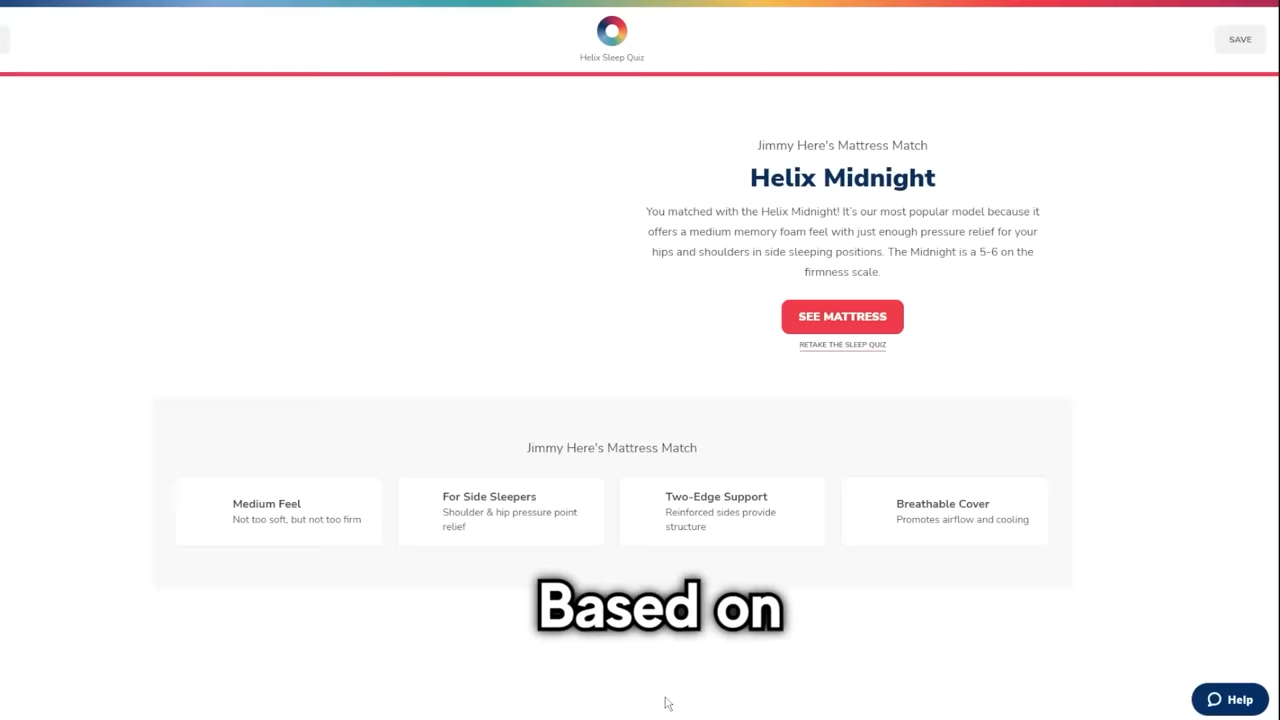 Helix Sleep Quiz
SAVE
Jimmy Here's Mattress Match
Helix Midnight
You matched with the Helix Midnight! It's our most popular model because it
offers a medium memory foam feel with just enough pressure relief for your
hips and shoulders in side sleeping positions. The Midnight is a 5-6 on the
firmness scale.
SEE MATTRESS
RETAKE THE SLEEP QUIZ
Jimmy Here's Mattress Match
Medium Feel
Not too soft, but not too firm
For Side Sleepers
Shoulder & hip pressure point
relief
Two-Edge Support
Reinforced sides provide
structure
Breathable Cover
Promotes airflow and cooling
Based on
Help